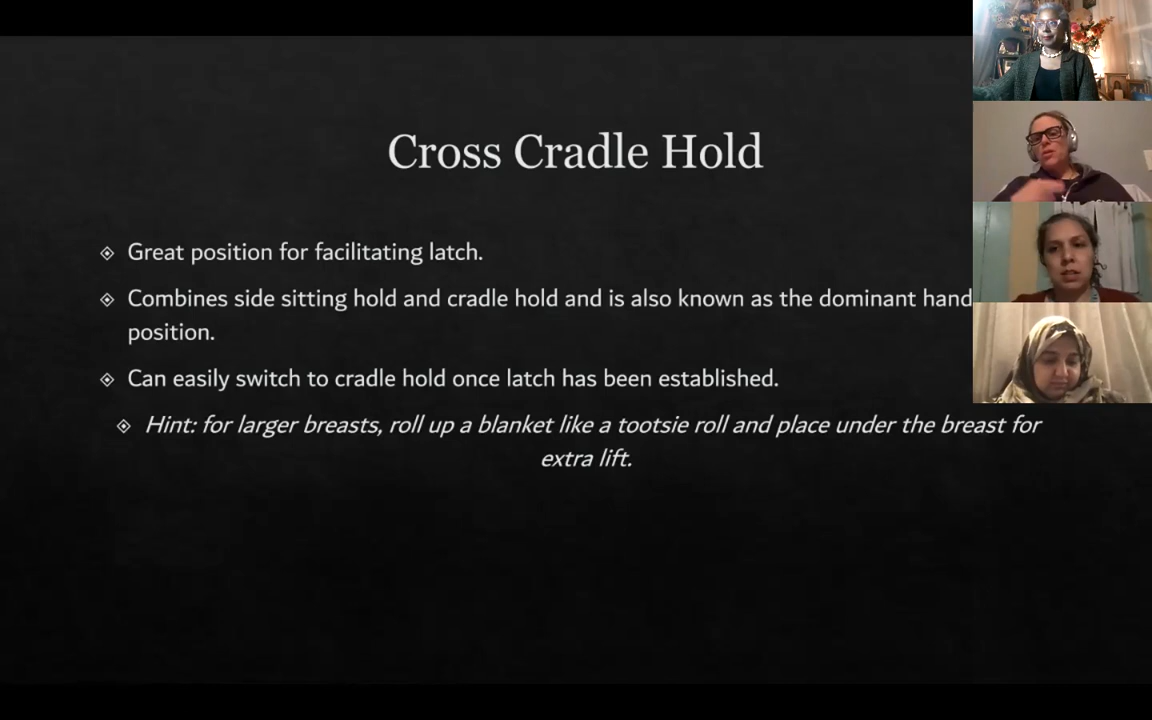 Cross Cradle Hold
Great position for facilitating latch.
Combines side sitting hold and cradle hold and is also known as the dominant hand
position.
Can easily switch to cradle hold once latch has been established.
Hint: for larger breasts, roll up a blanket like a tootsie roll and place under the breast for
extra lift.